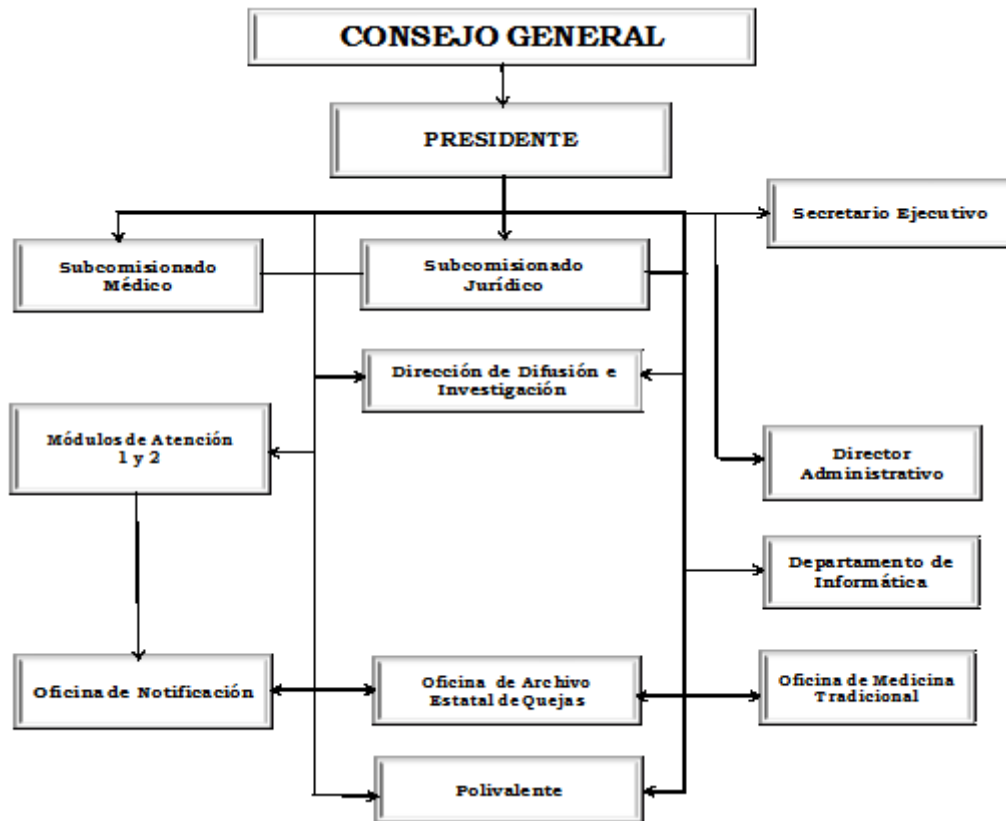 CONSEJO GENERAL
PRESIDENTE
Secretario Ejecutivo
Subcomisionado
Médico
Subcomisionado
Jurídico
Dirección de Difusión e
Investigación
Módulos de Atención
1 y 2
Director
Administrativo
Departamento de
Informática
Oficina de Notificación
Oficina de Archivo
Estatal de Quejas
Oficina de Medicina
Tradicional
Polivalente